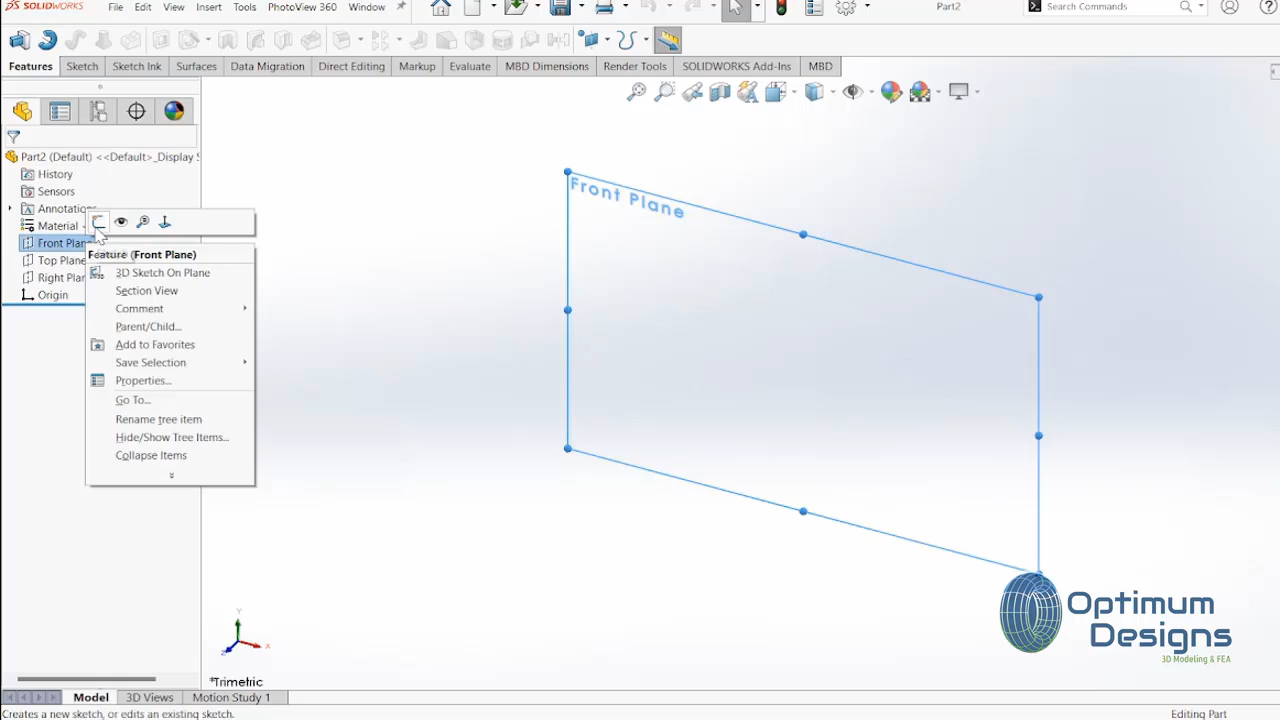 SOLIDWORKS File Edit View Insert Tools PhotoView 360 Window Part2 Search Commands
Features Sketch Sketch Ink Surfaces Data Migration Direct Editing Markup Evaluate MBD Dimensions Render Tools SOLIDWORKS Add-Ins MBD
Part2 (Default) <<Default>_Display S
History
Sensors
Annotations
Material
Front Plane
Top Plane
Right Plan
Origin
Feature (Front Plane)
3D Sketch On Plane
Section View
Comment
Parent/Child...
Add to Favorites
Save Selection
Properties...
Go To...
Rename tree item
Hide/Show Tree Items...
Collapse Items
Front Plane
Y
X
Z
*Trimetric
Optimum
Designs
3D Modeling & FEA
Model 3D Views Motion Study 1
Creates a new sketch, or edits an existing sketch. Editing Part